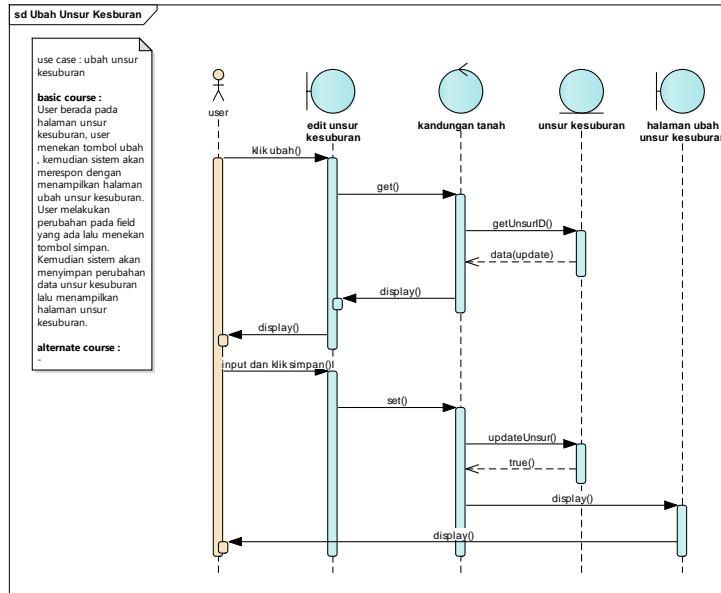 sd Ubah Unsur Kesburan
use case : ubah unsur
kesuburan
basic course :
User berada pada
halaman unsur
kesuburan, user
menekan tombol ubah
, kemudian sistem akan
merespon dengan
menampilkan halaman
ubah unsur kesuburan.
User melakukan
perubahan pada field
yang ada lalu menekan
tombol simpan.
Kemudian sistem akan
menyimpan perubahan
data unsur kesuburan
lalu menampilkan
halaman unsur
kesuburan.
alternate course :
-
user
edit unsur
kesuburan
kandungan tanah
unsur kesuburan
halaman ubah
unsur kesuburan
klik ubah()
get()
getUnsurID()
data(update)
display()
display()
input dan klik simpan()
set()
updateUnsur()
true()
display()
display()